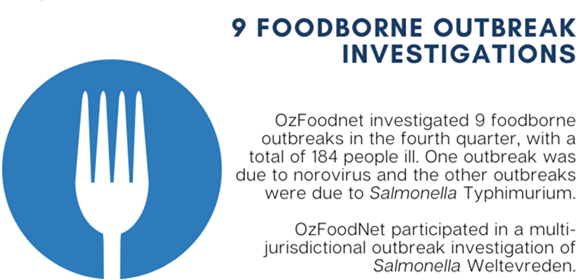 9 FOODBORNE OUTBREAK
INVESTIGATIONS
OzFoodnet investigated 9 foodborne
outbreaks in the fourth quarter, with a
total of 184 people ill. One outbreak was
due to norovirus and the other outbreaks
were due to Salmonella Typhimurium.
OzFoodNet participated in a multi-
jurisdictional outbreak investigation of
Salmonella Weltevreden.